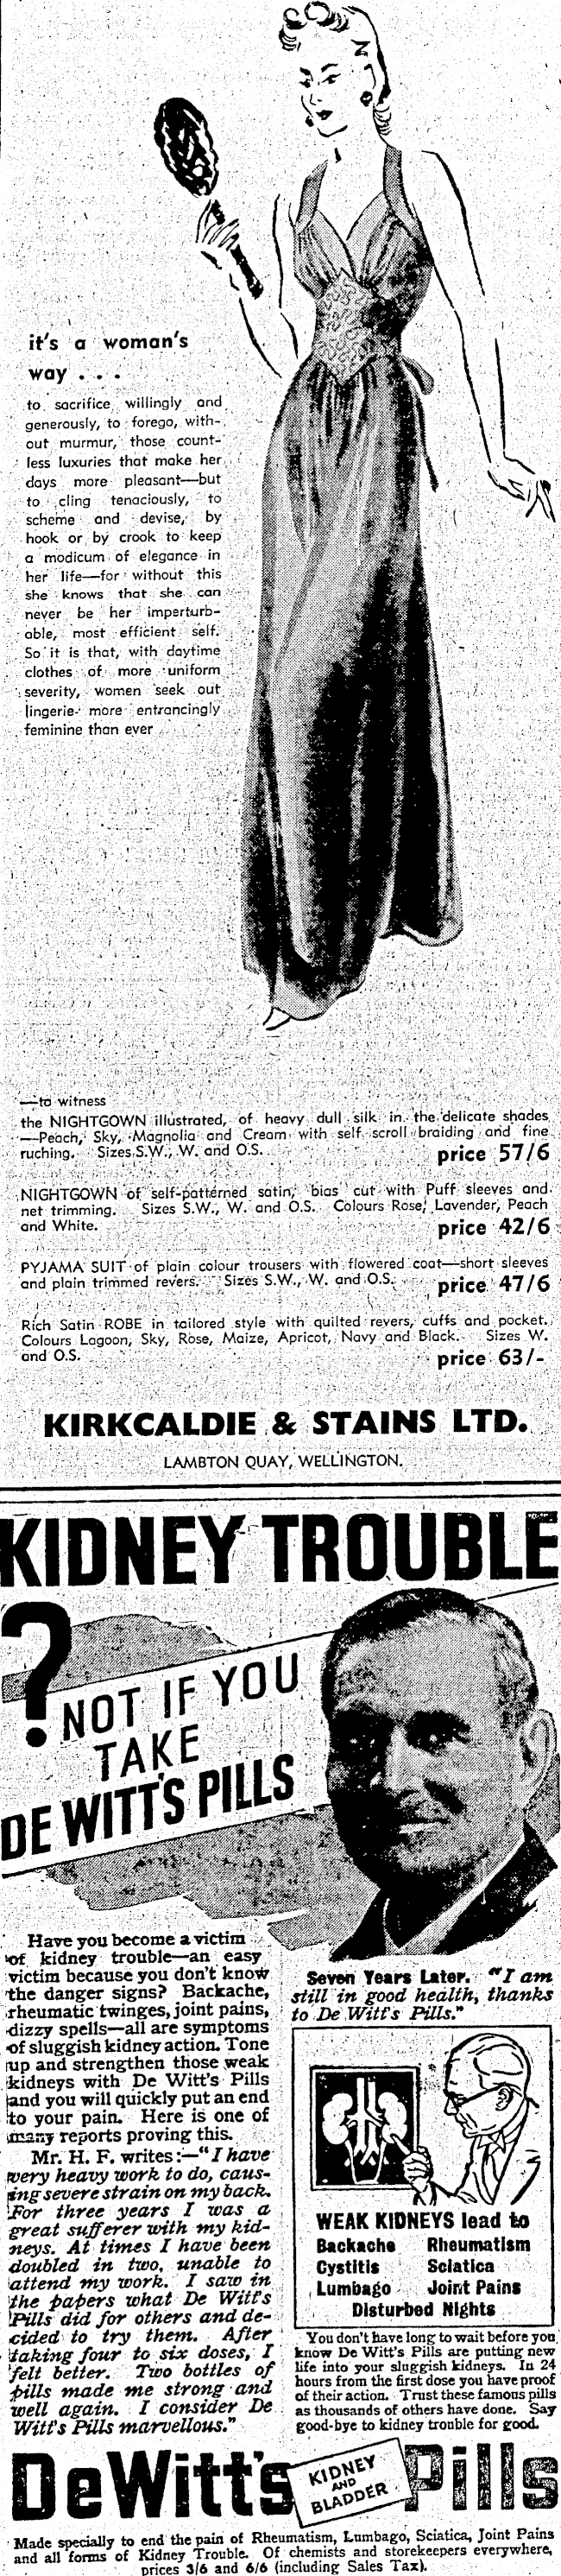 it's a woman's
way . . .
to sacrifice willingly and
generously, to forego, with-
out murmur, those count-
less luxuries that make her
days more pleasant—but
to cling tenaciously, to
scheme and devise, by
hook or by crook to keep
a modicum of elegance in
her life—for without this
she knows that she can
never be her imperturb-
able, most efficient self.
So it is that, with daytime
clothes of more uniform
severity, women seek out
lingerie more entrancingly
feminine than ever
—to witness
the NIGHTGOWN illustrated, of heavy dull silk in the delicate shades
—Peach, Sky, Magnolia and Cream with self scroll braiding and fine
ruching. Sizes S.W., W. and O.S. price 57/6
NIGHTGOWN of self-patterned satin, bias cut with Puff sleeves and
net trimming. Sizes S.W., W. and O.S. Colours Rose, Lavender, Peach
and White. price 42/6
PYJAMA SUIT of plain colour trousers with flowered coat—short sleeves
and plain trimmed revers. Sizes S.W., W. and O.S. price 47/6
Rich Satin ROBE in tailored style with quilted revers, cuffs and pocket.
Colours Lagoon, Sky, Rose, Maize, Apricot, Navy and Black. Sizes W.
and O.S. price 63/-
KIRKCALDIE & STAINS LTD.
LAMBTON QUAY, WELLINGTON.
KIDNEY TROUBLE
? NOT IF YOU
TAKE
DE WITT'S PILLS
Have you become a victim
of kidney trouble—an easy
victim because you don't know
the danger signs? Backache,
rheumatic twinges, joint pains,
dizzy spells—all are symptoms
of sluggish kidney action. Tone
up and strengthen those weak
kidneys with De Witt's Pills
and you will quickly put an end
to your pain. Here is one of
many reports proving this.
Mr. H. F. writes:—"I have
very heavy work to do, caus-
ing severe strain on my back.
For three years I was a
great sufferer with my kid-
neys. At times I have been
doubled in two, unable to
attend my work. I saw in
the papers what De Witt's
Pills did for others and de-
cided to try them. After
taking four to six doses, I
felt better. Two bottles of
pills made me strong and
well again. I consider De
Witt's Pills marvellous."
Seven Years Later. "I am
still in good health, thanks
to De Witt's Pills."
WEAK KIDNEYS lead to
Backache Rheumatism
Cystitis Sciatica
Lumbago Joint Pains
Disturbed Nights
You don't have long to wait before you
know De Witt's Pills are putting new
life into your sluggish kidneys. In 24
hours from the first dose you have proof
of their action. Trust these famous pills
as thousands of others have done. Say
good-bye to kidney trouble for good.
DeWitt's KIDNEY AND BLADDER Pills
Made specially to end the pain of Rheumatism, Lumbago, Sciatica, Joint Pains
and all forms of Kidney Trouble. Of chemists and storekeepers everywhere,
prices 3/6 and 6/6 (including Sales Tax).